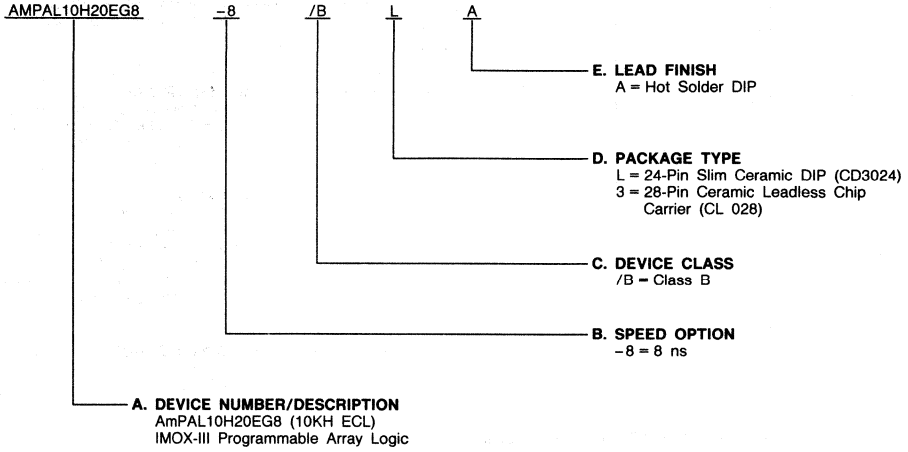 AMPAL10H20EG8 -8 /B L A
E. LEAD FINISH
A = Hot Solder DIP
D. PACKAGE TYPE
L = 24-Pin Slim Ceramic DIP (CD3024)
3 = 28-Pin Ceramic Leadless Chip
Carrier (CL 028)
C. DEVICE CLASS
/B – Class B
B. SPEED OPTION
-8 = 8 ns
A. DEVICE NUMBER/DESCRIPTION
AmPAL10H20EG8 (10KH ECL)
IMOX-III Programmable Array Logic